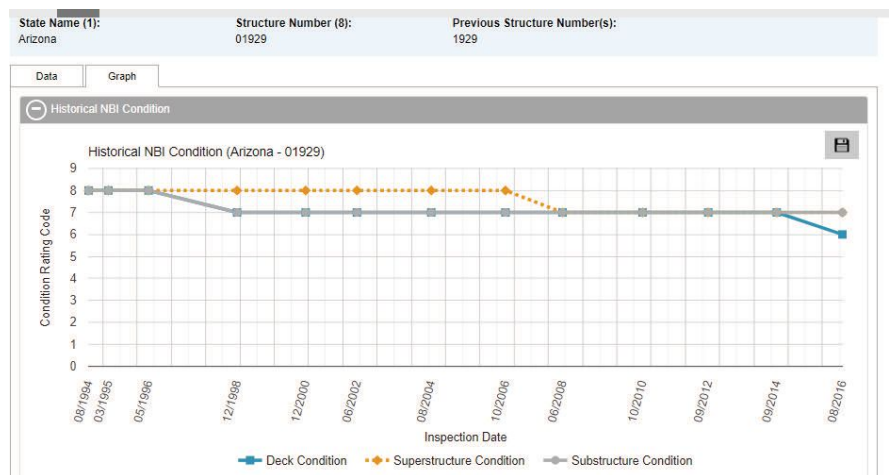 State Name (1): Structure Number (8): Previous Structure Number(s):
Arizona 01929 1929
Data Graph
Historical NBI Condition
Historical NBI Condition (Arizona - 01929)
9
8
7
6
5
4
3
2
1
0
Condition Rating Code
08/1994 03/1995 05/1996 12/1998 12/2000 06/2002 08/2004 10/2006 06/2008 10/2010 09/2012 09/2014 08/2016
Inspection Date
Deck Condition Superstructure Condition Substructure Condition